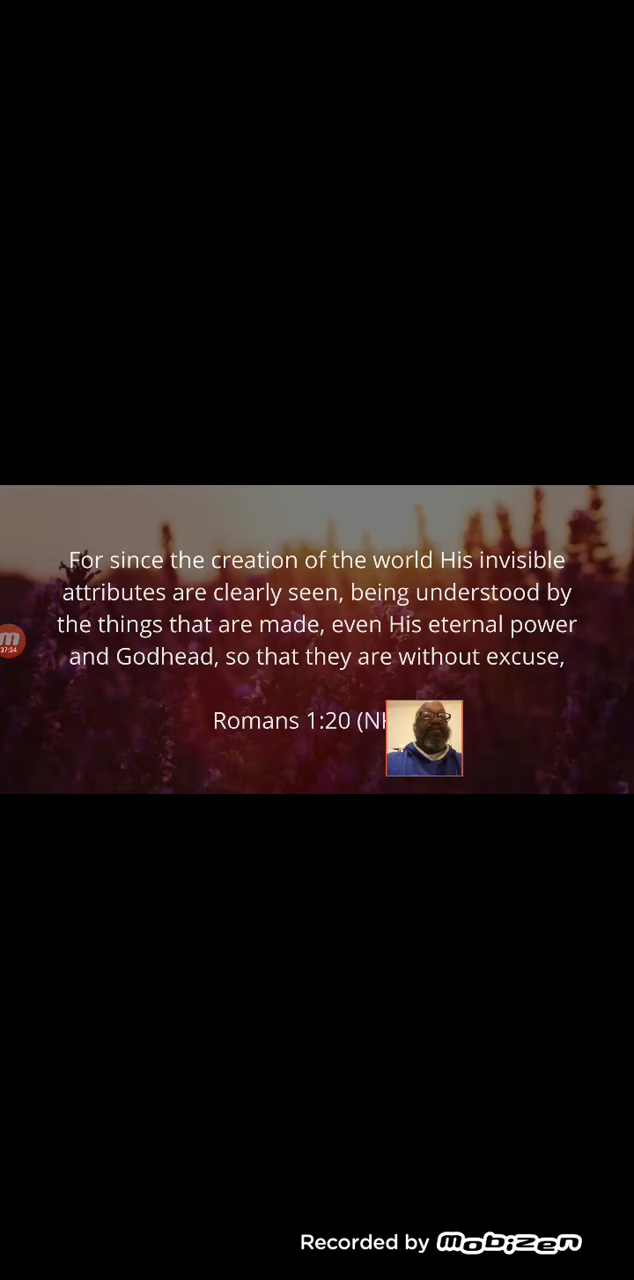 For since the creation of the world His invisible
attributes are clearly seen, being understood by
the things that are made, even His eternal power
and Godhead, so that they are without excuse,
Romans 1:20 (N
m
37:34
Recorded by mobizen